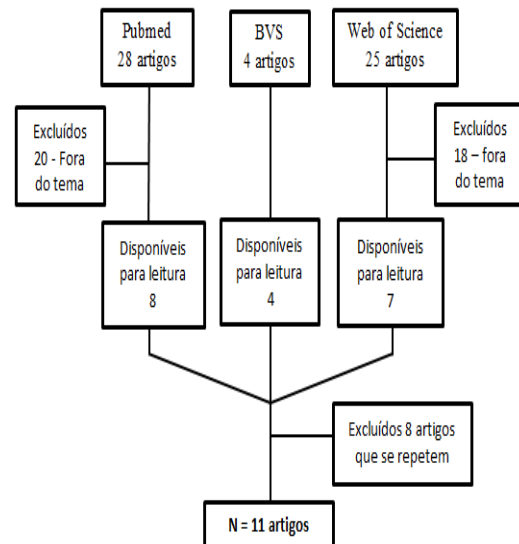 Pubmed
28 artigos
BVS
4 artigos
Web of Science
25 artigos
Excluídos
20 - Fora
do tema
Excluídos
18 – fora
do tema
Disponíveis
para leitura
8
Disponíveis
para leitura
4
Disponíveis
para leitura
7
Excluídos 8 artigos
que se repetem
N = 11 artigos